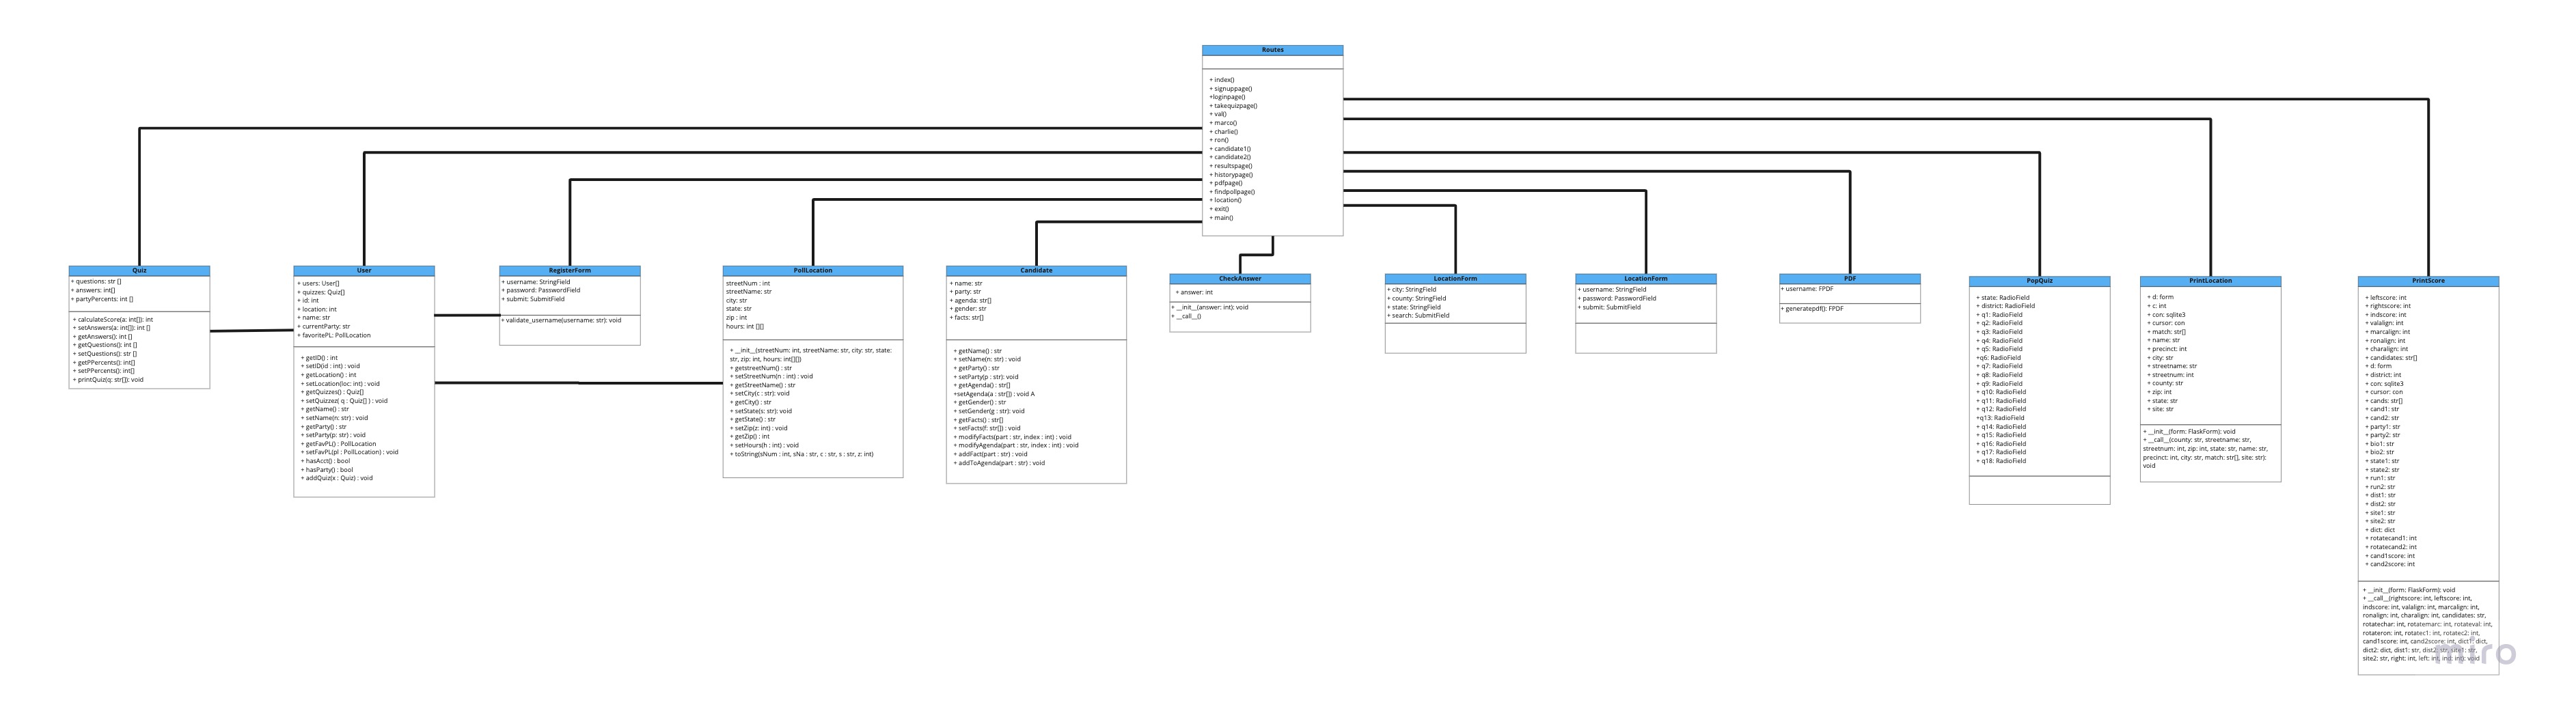 Routes
+ index()
+ signuppage()
+loginpage()
+ takequizpage()
+ val()
+ marco()
+ charlie()
+ ron()
+ candidate1()
+ candidate2()
+ resultspage()
+ historypage()
+ pdfpage()
+ findpollpage()
+ location()
+ exit()
+ main()
Quiz
+ questions: str []
+ answers: int[]
+ partyPercents: int []
+ calculateScore(a: int[]): int
+ setAnswers(a: int[]): int []
+ getAnswers(): int []
+ getQuestions(): int []
+ setQuestions(): str []
+ getPPercents(): int[]
+ setPPercents(): int[]
+ printQuiz(q: str[]): void
User
+ users: User[]
+ quizzes: Quiz[]
+ id: int
+ location: int
+ name: str
+ currentParty: str
+ favoritePL: PollLocation
+ getID() : int
+ setID(id : int) : void
+ getLocation() : int
+ setLocation(loc: int) : void
+ getQuizzes() : Quiz[]
+ setQuizzez( q : Quiz[] ) : void
+ getName() : str
+ setName(n: str) : void
+ getParty() : str
+ setParty(p: str) : void
+ getFavPL() : PollLocation
+ setFavPL(pl : PollLocation) : void
+ hasAcct() : bool
+ hasParty() : bool
+ addQuiz(x : Quiz) : void
RegisterForm
+ username: StringField
+ password: PasswordField
+ submit: SubmitField
+ validate_username(username: str): void
PollLocation
streetNum : int
streetName: str
city: str
state: str
zip : int
hours: int [][]
+ __init__(streetNum: int, streetName: str, city: str, state:
str, zip: int, hours: int[][])
+ getstreetNum() : str
+ setStreetNum(n : int) : void
+ getStreetName() : str
+ setCity(c : str): void
+ getCity() : str
+ setState(s: str): void
+ getState() : str
+ setZip(z: int) : void
+ getZip() : int
+ setHours(h : int) : void
+ toString(sNum : int, sNa : str, c : str, s : str, z: int)
Candidate
+ name: str
+ party: str
+ agenda: str[]
+ gender: str
+ facts: str[]
+ getName() : str
+ setName(n: str) : void
+ getParty() : str
+ setParty(p : str): void
+ getAgenda() : str[]
+setAgenda(a : str[]) : void A
+ getGender() : str
+ setGender(g : str): void
+ getFacts() : str[]
+ setFacts(f: str[]) : void
+ modifyFacts(part : str, index : int) : void
+ modifyAgenda(part : str, index : int) : void
+ addFact(part : str) : void
+ addToAgenda(part : str) : void
CheckAnswer
+ answer: int
+ __init__(answer: int): void
+ __call__()
LocationForm
+ city: StringField
+ county: StringField
+ state: StringField
+ search: SubmitField
LocationForm
+ username: StringField
+ password: PasswordField
+ submit: SubmitField
PDF
+ username: FPDF
+ generatepdf(): FPDF
PopQuiz
+ state: RadioField
+ district: RadioField
+ q1: RadioField
+ q2: RadioField
+ q3: RadioField
+ q4: RadioField
+ q5: RadioField
+q6: RadioField
+ q7: RadioField
+ q8: RadioField
+ q9: RadioField
+ q10: RadioField
+ q11: RadioField
+ q12: RadioField
+q13: RadioField
+ q14: RadioField
+ q15: RadioField
+ q16: RadioField
+ q17: RadioField
+ q18: RadioField
PrintLocation
+ d: form
+ c: int
+ con: sqlite3
+ cursor: con
+ match: str[]
+ name: str
+ precinct: int
+ city: str
+ streetname: str
+ streetnum: int
+ county: str
+ zip: int
+ state: str
+ site: str
+ __init__(form: FlaskForm): void
+ __call__(county: str, streetname: str,
streetnum: int, zip: int, state: str, name: str,
precinct: int, city: str, match: str[], site: str):
void
PrintScore
+ leftscore: int
+ rightscore: int
+ indscore: int
+ valalign: int
+ marcalign: int
+ ronalign: int
+ charalign: int
+ candidates: str[]
+ d: form
+ district: int
+ con: sqlite3
+ cursor: con
+ cands: str[]
+ cand1: str
+ cand2: str
+ party1: str
+ party2: str
+ bio1: str
+ bio2: str
+ state1: str
+ state2: str
+ run1: str
+ run2: str
+ dist1: str
+ dist2: str
+ site1: str
+ site2: str
+ dict: dict
+ rotatecand1: int
+ rotatecand2: int
+ cand1score: int
+ cand2score: int
+ __init__(form: FlaskForm): void
+ __call__(rightscore: int, leftscore: int,
indscore: int, valalign: int, marcalign: int,
ronalign: int, charalign: int, candidates: str,
rotatechar: int, rotatemarc: int, rotateval: int,
rotateron: int, rotatec1: int, rotatec2: int,
cand1score: int, cand2score: int, dict1: dict,
dict2: dict, dist1: str, dist2: str, site1: str,
site2: str, right: int, left: int, ind: int): void
miro